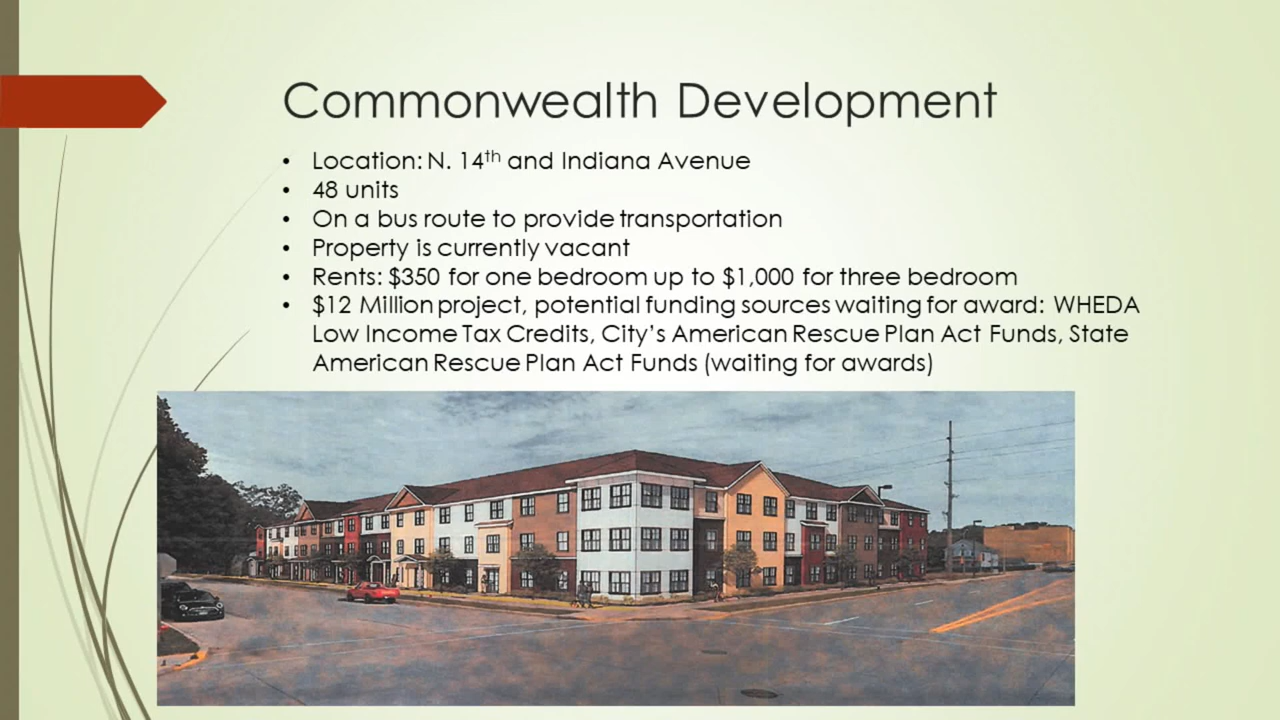 Commonwealth Development
• Location: N. 14th and Indiana Avenue
• 48 units
• On a bus route to provide transportation
• Property is currently vacant
• Rents: $350 for one bedroom up to $1,000 for three bedroom
• $12 Million project, potential funding sources waiting for award: WHEDA
Low Income Tax Credits, City’s American Rescue Plan Act Funds, State
American Rescue Plan Act Funds (waiting for awards)